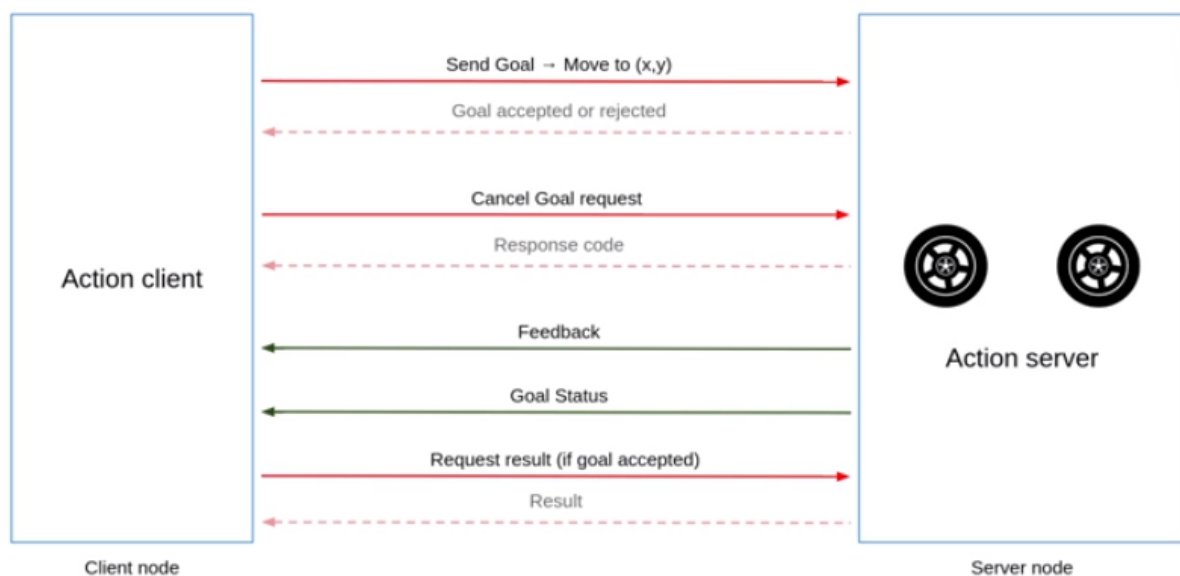 Send Goal → Move to (x,y)
Goal accepted or rejected
Cancel Goal request
Response code
Action client
Feedback
Action server
Goal Status
Request result (if goal accepted)
Result
Client node
Server node